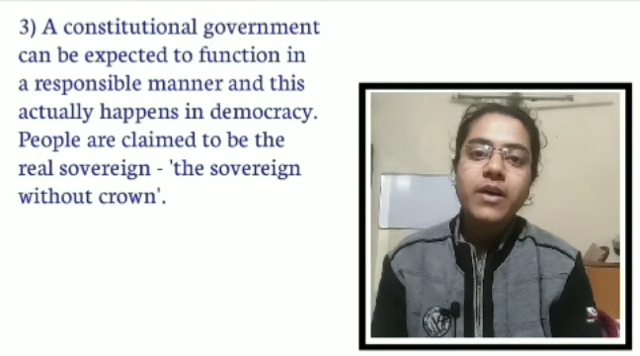 3) A constitutional government
can be expected to function in
a responsible manner and this
actually happens in democracy.
People are claimed to be the
real sovereign - 'the sovereign
without crown'.